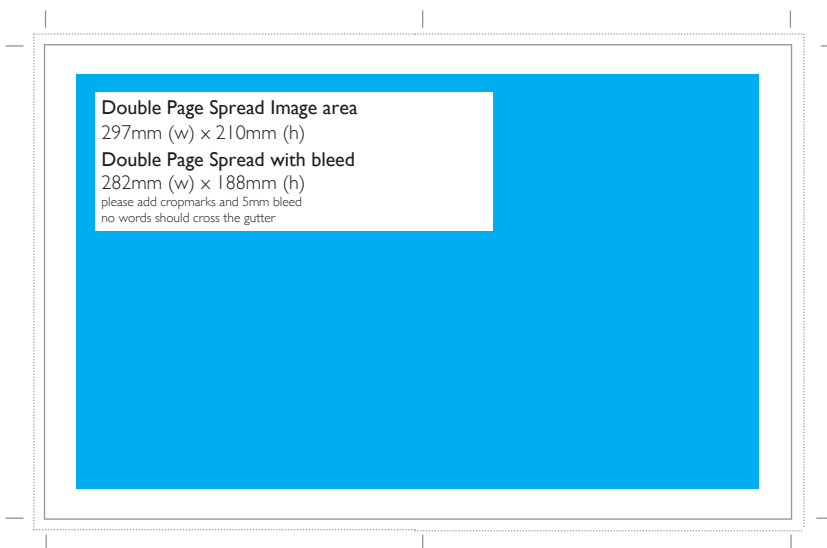 Double Page Spread Image area
297mm (w) x 210mm (h)
Double Page Spread with bleed
282mm (w) x 188mm (h)
please add cropmarks and 5mm bleed
no words should cross the gutter